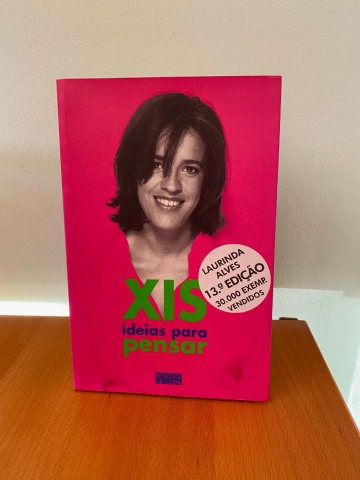 XIS
ideias para
pensar
LAURINDA
ALVES
13.ª EDIÇÃO
30.000 EXEMP.
VENDIDOS